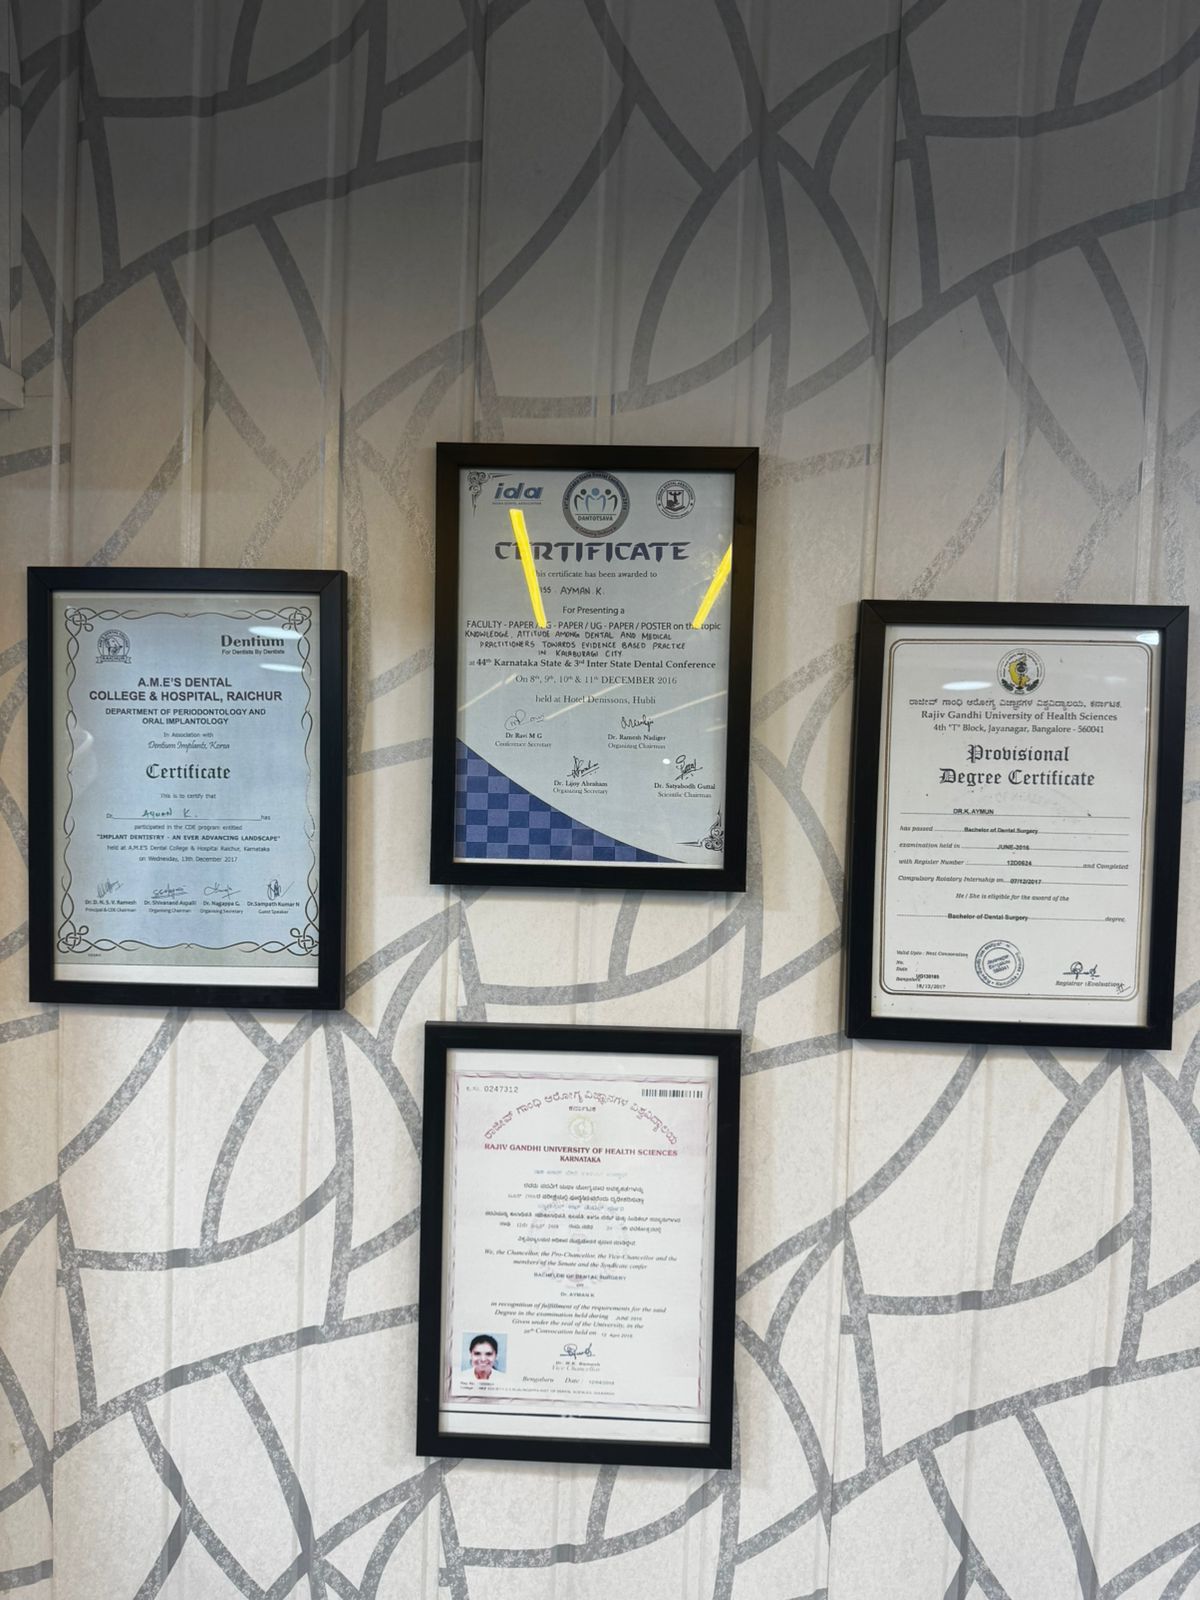 ida
DANTOTSAVA
CERTIFICATE
This certificate has been awarded to
AYMAN K.
For Presenting a
FACULTY - PAPER / PG - PAPER / UG - PAPER / POSTER on the topic
KNOWLEDGE, ATTITUDE AMONG DENTAL AND MEDICAL
PRACTITIONERS TOWARDS EVIDENCE BASED PRACTICE
IN KALABURAGI CITY
at 44th Karnataka State & 3rd Inter State Dental Conference
On 8th, 9th, 10th & 11th DECEMBER 2016
held at Hotel Denissons, Hubli
Dr Ravi M G
Conference Secretary
Dr. Ramesh Nadiger
Organizing Chairman
Dr. Lijoy Abraham
Organizing Secretary
Dr. Satyabodh Guttal
Scientific Chairman
Dentium
For Dentists By Dentists
A.M.E'S DENTAL
COLLEGE & HOSPITAL, RAICHUR
DEPARTMENT OF PERIODONTOLOGY AND
ORAL IMPLANTOLOGY
In Association with
Dentium Implants, Korea
Certificate
This is to certify that
Dr. AYMAN K. has
participated in the CDE program entitled
"IMPLANT DENTISTRY - AN EVER ADVANCING LANDSCAPE"
held at A.M.E'S Dental College & Hospital Raichur, Karnataka
on Wednesday, 13th December 2017
Dr. D. N. S. V. Ramesh
Principal & CDE Chairman
Dr. Shivanand Aspalli
Organising Chairman
Dr. Nagappa G.
Organising Secretary
Dr. Sampath Kumar N
Guest Speaker
ರಾಜೀವ್ ಗಾಂಧಿ ಆರೋಗ್ಯ ವಿಜ್ಞಾನಗಳ ವಿಶ್ವವಿದ್ಯಾಲಯ, ಕರ್ನಾಟಕ
Rajiv Gandhi University of Health Sciences
4th "T" Block, Jayanagar, Bangalore - 560041
Provisional
Degree Certificate
DR.K. AYMUN
has passed Bachelor of Dental Surgery
examination held in JUNE-2016
with Register Number : 12D0624 and Completed
Compulsory Rotatory Internship on 07/12/2017
He / She is eligible for the award of the
Bachelor of Dental Surgery degree.
Valid Upto : Next Convocation
No.
Date
Bangalore
18/12/2017
Registrar (Evaluation)
0247312
ರಾಜೀವ್ ಗಾಂಧಿ ಆರೋಗ್ಯ ವಿಜ್ಞಾನಗಳ ವಿಶ್ವವಿದ್ಯಾಲಯ
ಕರ್ನಾಟಕ
RAJIV GANDHI UNIVERSITY OF HEALTH SCIENCES
KARNATAKA
We, the Chancellor, the Pro-Chancellor, the Vice-Chancellor and the
members of the Senate and the Syndicate confer
BACHELOR OF DENTAL SURGERY
on
Dr. AYMAN K
in recognition of fulfillment of the requirements for the said
Degree in the examination held during JUNE 2016
Given under the seal of the University, in the
20th Convocation held on 12 April 2018
Vice Chancellor
Bengaluru Date : 12/04/2018